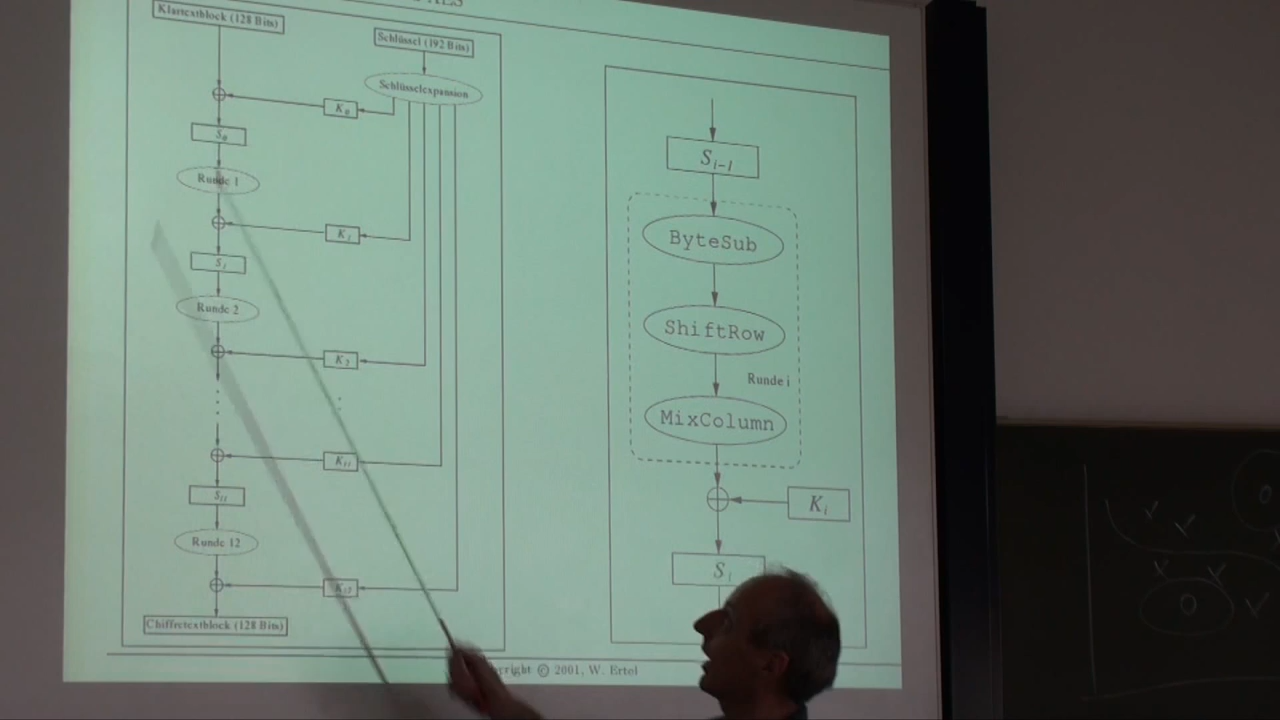 AES
Klartextblock (128 Bits)
Schlüssel (192 Bits)
Schlüsselexpansion
K0
S0
Runde 1
K1
S1
Runde 2
K2
K11
S11
Runde 12
K12
Chiffretextblock (128 Bits)
Si-1
ByteSub
ShiftRow
Runde i
MixColumn
Ki
Si
© 2001, W. Ertel